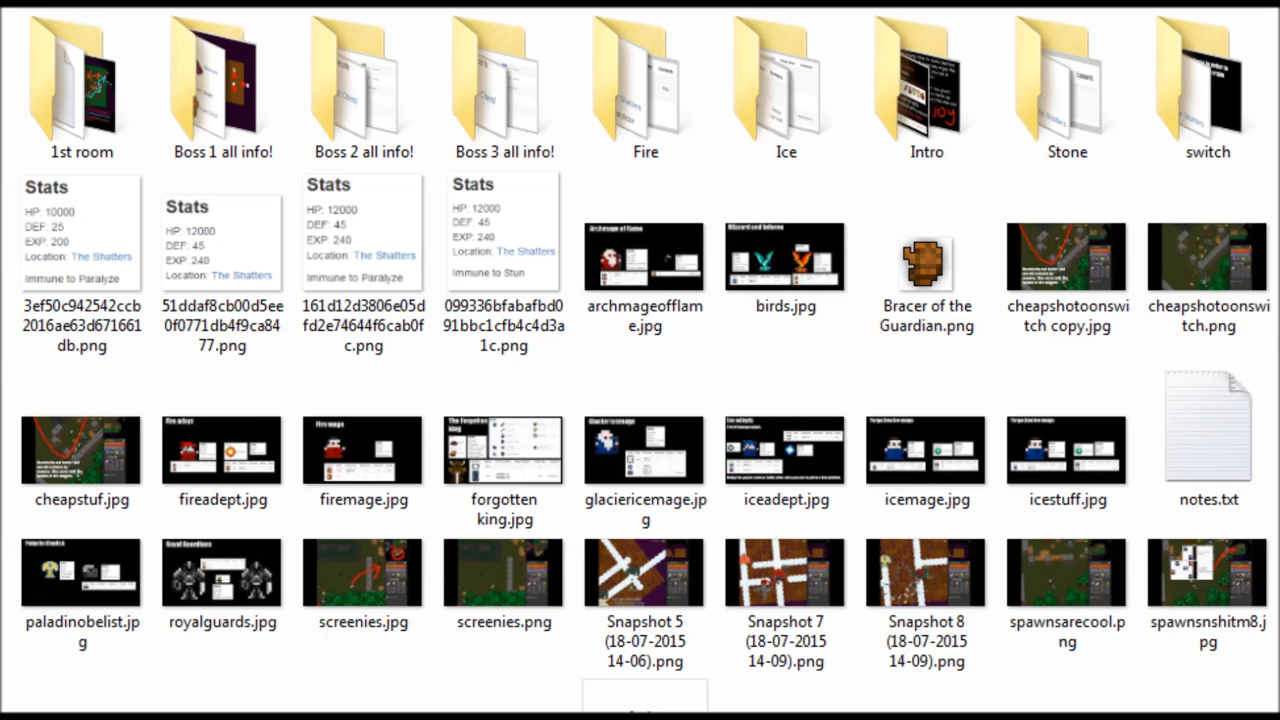 1st room
Boss 1 all info!
Boss 2 all info!
Boss 3 all info!
Fire
Ice
Intro
Stone
switch
Stats
HP: 10000
DEF: 25
EXP: 200
Location: The Shatters
Immune to Paralyze
Stats
HP: 12000
DEF: 45
EXP: 240
Location: The Shatters
Stats
HP: 12000
DEF: 45
EXP: 240
Location: The Shatters
Immune to Paralyze
Stats
HP: 12000
DEF: 45
EXP: 240
Location: The Shatters
Immune to Stun
3ef50c942542ccb
2016ae63d671661
db.png
51ddaf8cb00d5ee
0f0771db4f9ca84
77.png
161d12d3806e05d
fd2e74644f6cab0f
c.png
099336bfabafbd0
91bbc1cfb4c4d3a
1c.png
archmageofflam
e.jpg
birds.jpg
Bracer of the
Guardian.png
cheapshotoonswi
tch copy.jpg
cheapshotoonswi
tch.png
cheapstuf.jpg
fireadept.jpg
firemage.jpg
forgotten
king.jpg
glaciericemage.jp
g
iceadept.jpg
icemage.jpg
icestuff.jpg
notes.txt
paladinobelist.jp
g
royalguards.jpg
screenies.jpg
screenies.png
Snapshot 5
(18-07-2015
14-06).png
Snapshot 7
(18-07-2015
14-09).png
Snapshot 8
(18-07-2015
14-09).png
spawnsarecool.p
ng
spawnsnshitm8.j
pg